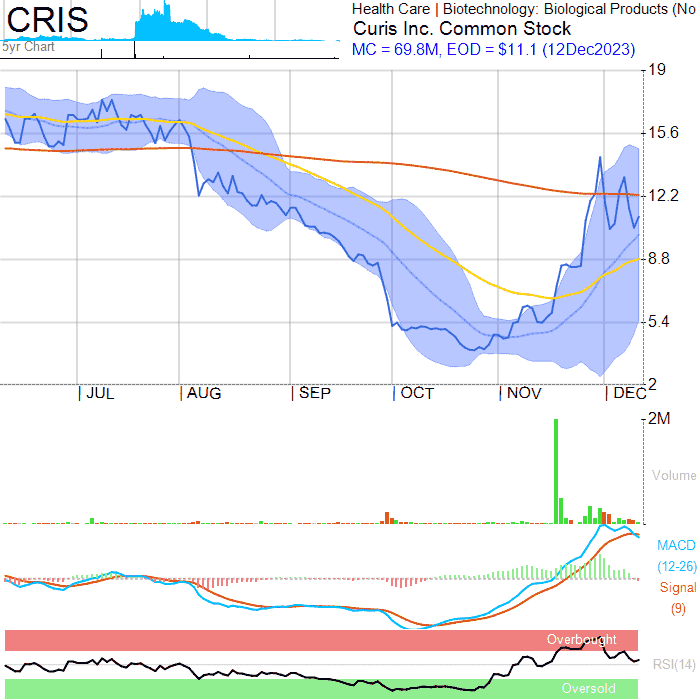 CRIS
5yr Chart
Health Care | Biotechnology: Biological Products (No
Curis Inc. Common Stock
MC = 69.8M, EOD = $11.1 (12Dec2023)
19
15.6
12.2
8.8
5.4
2
| JUL | AUG | SEP | OCT | NOV | DEC
2M
Volume
MACD
(12-26)
Signal
(9)
Overbought
RSI(14)
Oversold